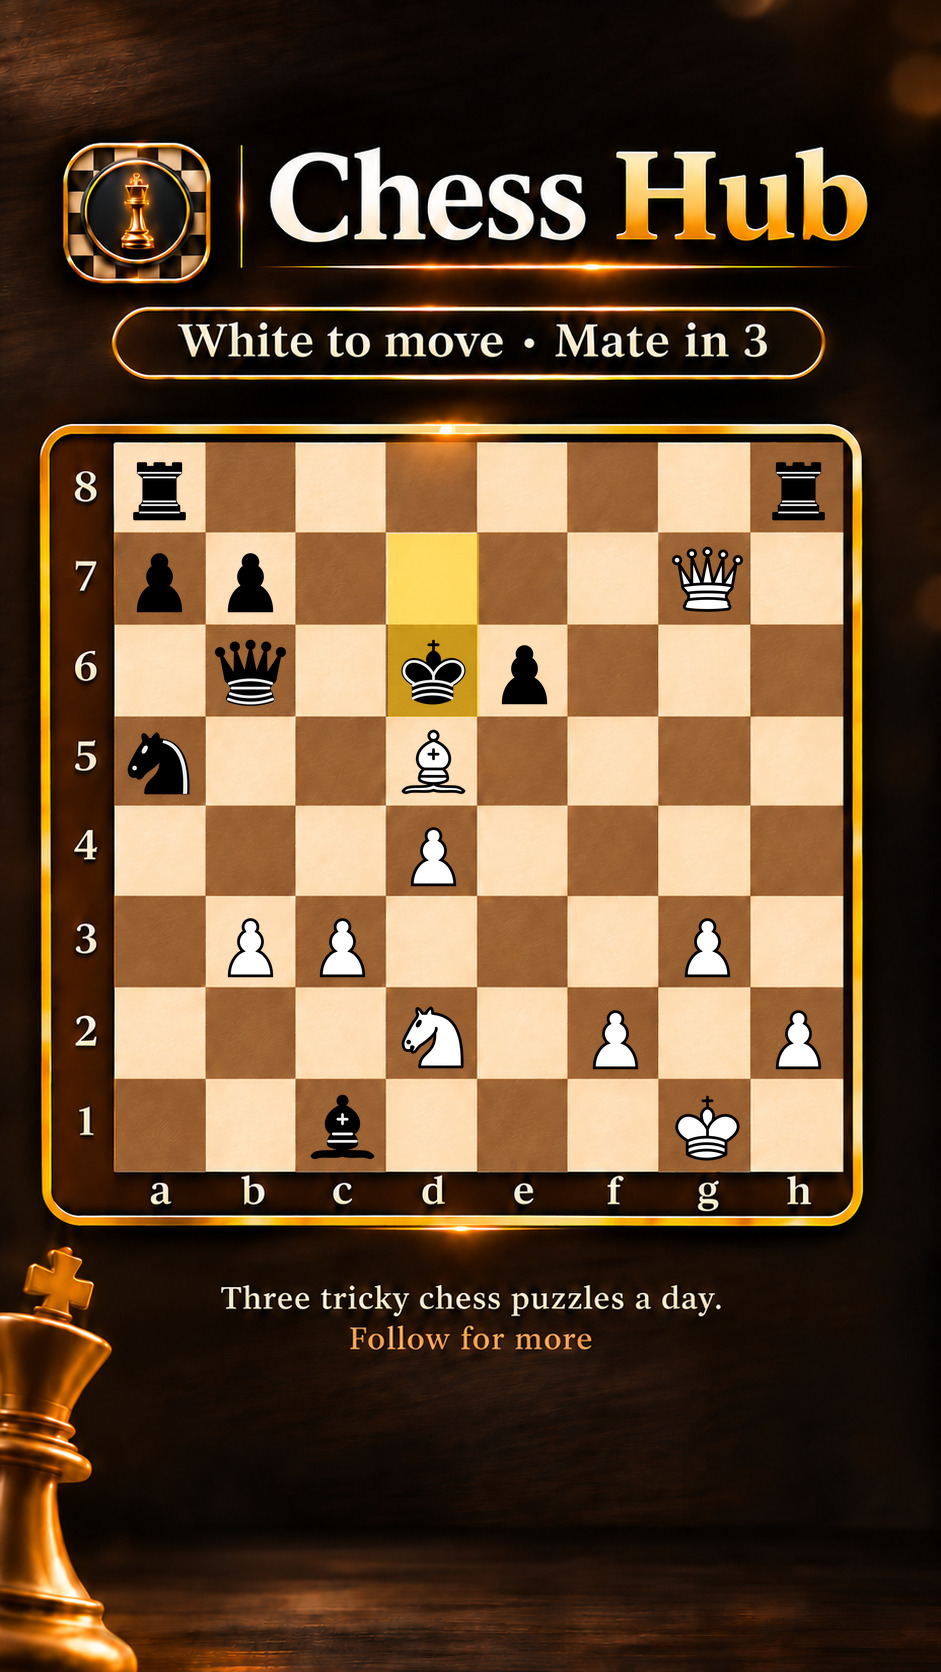 Chess Hub
White to move • Mate in 3
8
7
6
5
4
3
2
1
a b c d e f g h
Three tricky chess puzzles a day.
Follow for more